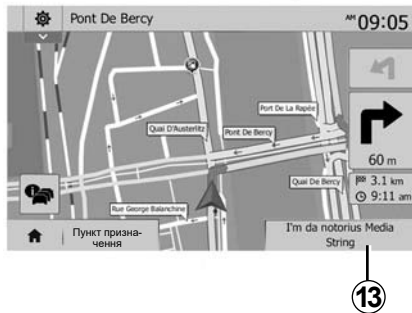 Pont De Bercy
AM 09:05
Port De La Rapée
Quai D'Austerlitz
Pont De Bercy
60 m
Quai De Bercy
3.1 km
9:11 am
Rue George Balanchine
Пункт призна-
чення
I'm da notorius Media
String
13